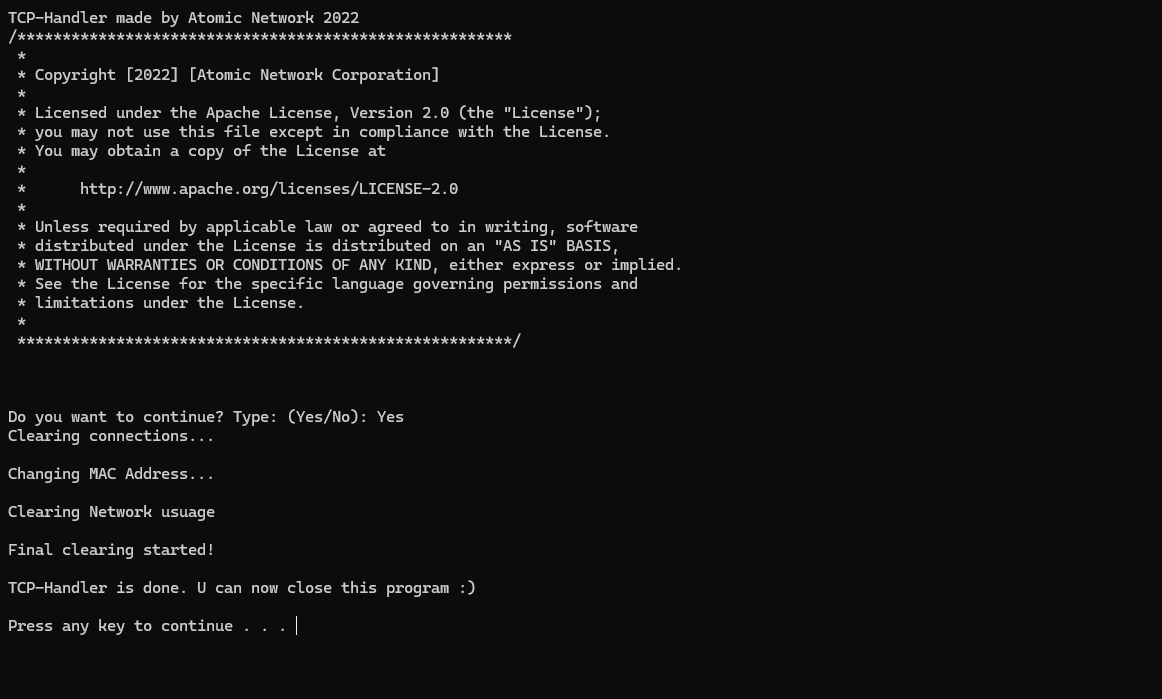 TCP-Handler made by Atomic Network 2022
/*******************************************************
 *
 * Copyright [2022] [Atomic Network Corporation]
 *
 * Licensed under the Apache License, Version 2.0 (the "License");
 * you may not use this file except in compliance with the License.
 * You may obtain a copy of the License at
 *
 *      http://www.apache.org/licenses/LICENSE-2.0
 *
 * Unless required by applicable law or agreed to in writing, software
 * distributed under the License is distributed on an "AS IS" BASIS,
 * WITHOUT WARRANTIES OR CONDITIONS OF ANY KIND, either express or implied.
 * See the License for the specific language governing permissions and
 * limitations under the License.
 *
 *******************************************************/
Do you want to continue? Type: (Yes/No): Yes
Clearing connections...
Changing MAC Address...
Clearing Network usuage
Final clearing started!
TCP-Handler is done. U can now close this program :)
Press any key to continue . . .